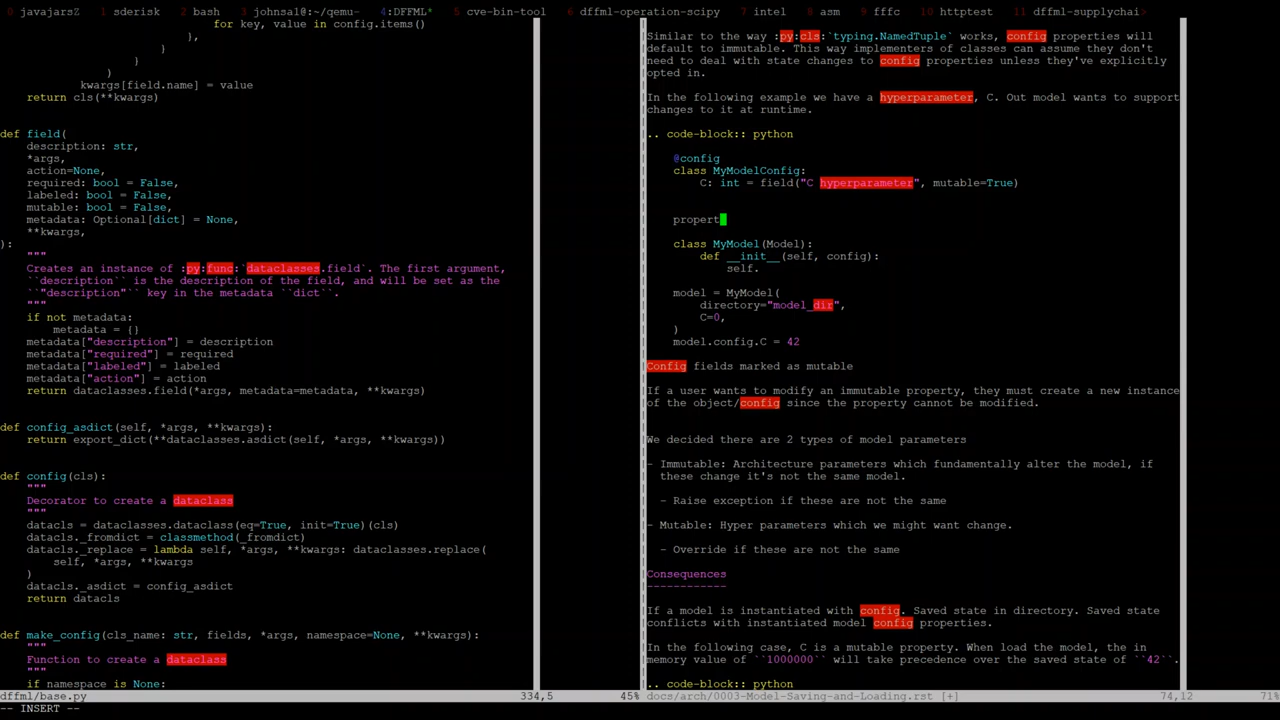 0 javajarsZ  1 sderisk  2 bash  3 johnsal@:~/qemu-  4:DFFML*  5 cve-bin-tool  6 dffml-operation-scipy  7 intel  8 asm  9 fffc  10 httptest  11 dffml-supplychai>
for key, value in config.items()
},
}
)
kwargs[field.name] = value
return cls(**kwargs)
def field(
description: str,
*args,
action=None,
required: bool = False,
labeled: bool = False,
mutable: bool = False,
metadata: Optional[dict] = None,
**kwargs,
):
"""
Creates an instance of :py:func:`dataclasses.field`. The first argument,
``description`` is the description of the field, and will be set as the
``"description"`` key in the metadata ``dict``.
"""
if not metadata:
metadata = {}
metadata["description"] = description
metadata["required"] = required
metadata["labeled"] = labeled
metadata["action"] = action
return dataclasses.field(*args, metadata=metadata, **kwargs)
def config_asdict(self, *args, **kwargs):
return export_dict(**dataclasses.asdict(self, *args, **kwargs))
def config(cls):
"""
Decorator to create a dataclass
"""
datacls = dataclasses.dataclass(eq=True, init=True)(cls)
datacls._fromdict = classmethod(_fromdict)
datacls._replace = lambda self, *args, **kwargs: dataclasses.replace(
self, *args, **kwargs
)
datacls._asdict = config_asdict
return datacls
def make_config(cls_name: str, fields, *args, namespace=None, **kwargs):
"""
Function to create a dataclass
"""
if namespace is None:
dffml/base.py 334,5 45%
-- INSERT --
Similar to the way :py:cls:`typing.NamedTuple` works, config properties will
default to immutable. This way implementers of classes can assume they don't
need to deal with state changes to config properties unless they've explicitly
opted in.
In the following example we have a hyperparameter, C. Out model wants to support
changes to it at runtime.
.. code-block:: python
@config
class MyModelConfig:
C: int = field("C hyperparameter", mutable=True)
propert
class MyModel(Model):
def __init__(self, config):
self.
model = MyModel(
directory="model_dir",
C=0,
)
model.config.C = 42
Config fields marked as mutable
If a user wants to modify an immutable property, they must create a new instance
of the object/config since the property cannot be modified.
We decided there are 2 types of model parameters
- Immutable: Architecture parameters which fundamentally alter the model, if
these change it's not the same model.
- Raise exception if these are not the same
- Mutable: Hyper parameters which we might want change.
- Override if these are not the same
Consequences
------------
If a model is instantiated with config. Saved state in directory. Saved state
conflicts with instantiated model config properties.
In the following case, C is a mutable property. When load the model, the in
memory value of ``1000000`` will take precedence over the saved state of ``42``.
.. code-block:: python
docs/arch/0003-Model-Saving-and-Loading.rst [+] 74,12 71%